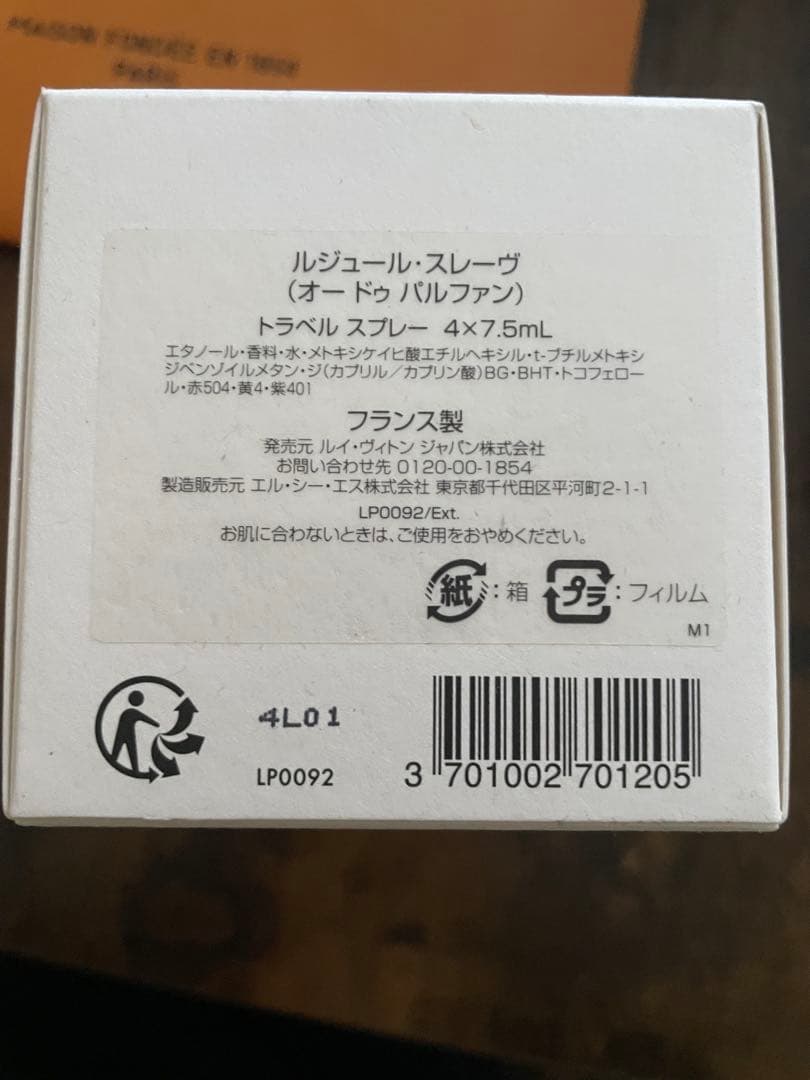 MAISON FONDÉE EN 1854
PARIS
ルジュール・スレーヴ
（オー ドゥ パルファン）
トラベル スプレー 4×7.5mL
エタノール・香料・水・メトキシケイヒ酸エチルヘキシル・t-ブチルメトキシ
ジベンゾイルメタン・ジ（カプリル／カプリン酸）BG・BHT・トコフェロー
ル・赤504・黄4・紫401
フランス製
発売元 ルイ・ヴィトン ジャパン株式会社
お問い合わせ先 0120-00-1854
製造販売元 エル・シー・エス株式会社 東京都千代田区平河町2-1-1
LP0092/Ext.
お肌に合わないときは、ご使用をおやめください。
紙：箱 プラ：フィルム
M1
4L01
LP0092
3 701002 701205